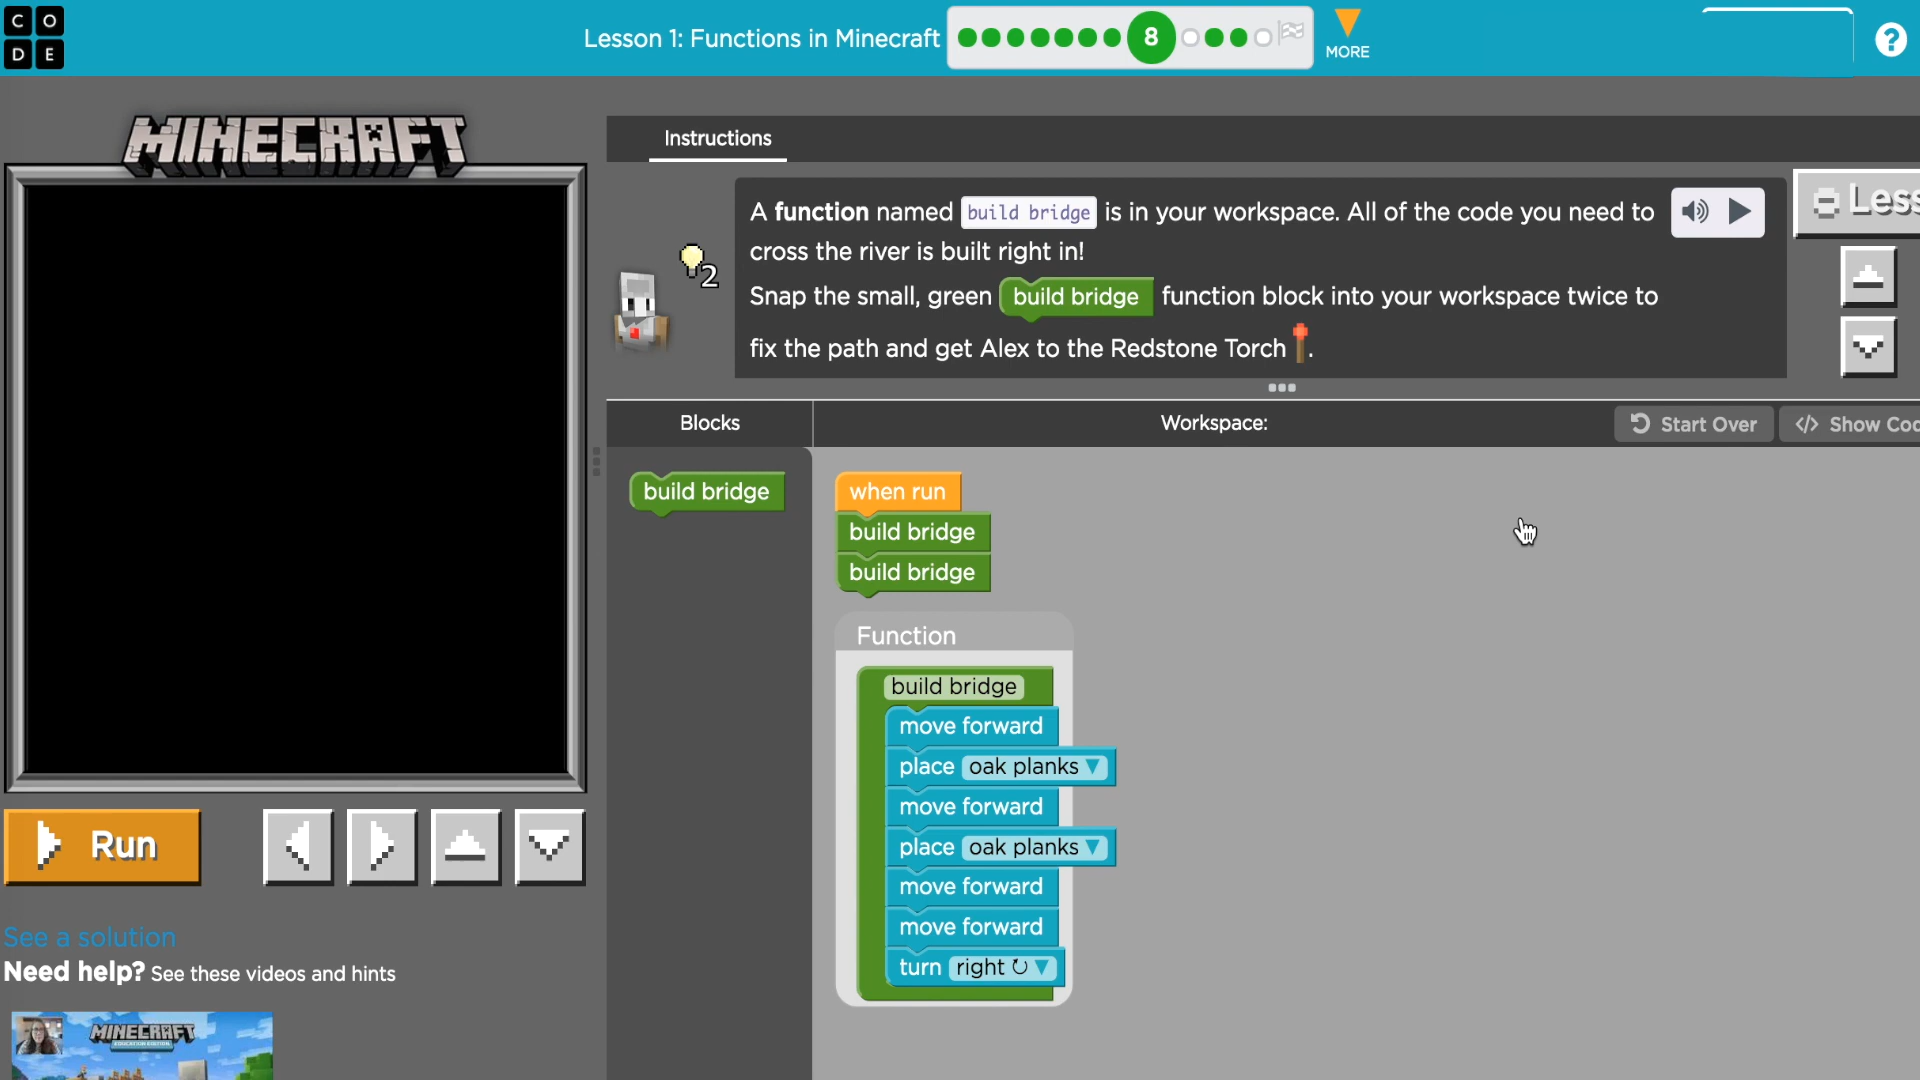 C O
D E
Lesson 1: Functions in Minecraft
8
MORE
?
MINECRAFT
Instructions
A function named build bridge is in your workspace. All of the code you need to
cross the river is built right in!
Snap the small, green build bridge function block into your workspace twice to
fix the path and get Alex to the Redstone Torch .
2
Less
Blocks
Workspace:
Start Over
</> Show Cod
build bridge
when run
build bridge
build bridge
Function
build bridge
move forward
place oak planks
move forward
place oak planks
move forward
move forward
turn right
Run
See a solution
Need help? See these videos and hints
MINECRAFT
EDUCATION EDITION